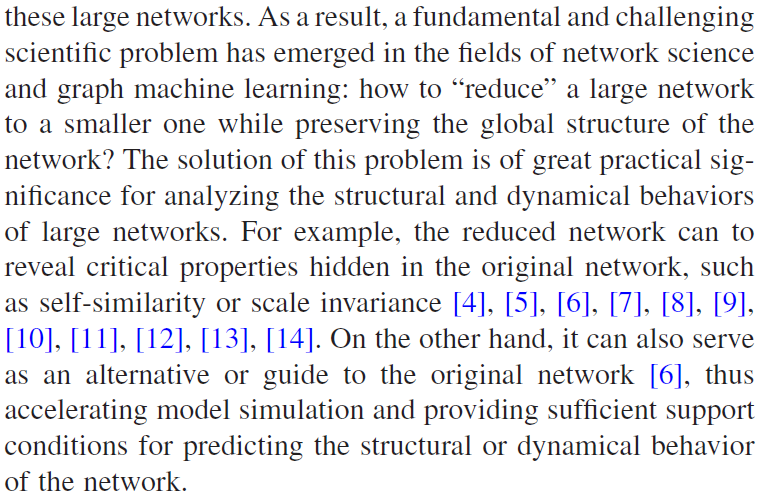 these large networks. As a result, a fundamental and challenging
scientific problem has emerged in the fields of network science
and graph machine learning: how to “reduce” a large network
to a smaller one while preserving the global structure of the
network? The solution of this problem is of great practical sig-
nificance for analyzing the structural and dynamical behaviors
of large networks. For example, the reduced network can to
reveal critical properties hidden in the original network, such
as self-similarity or scale invariance [4], [5], [6], [7], [8], [9],
[10], [11], [12], [13], [14]. On the other hand, it can also serve
as an alternative or guide to the original network [6], thus
accelerating model simulation and providing sufficient support
conditions for predicting the structural or dynamical behavior
of the network.